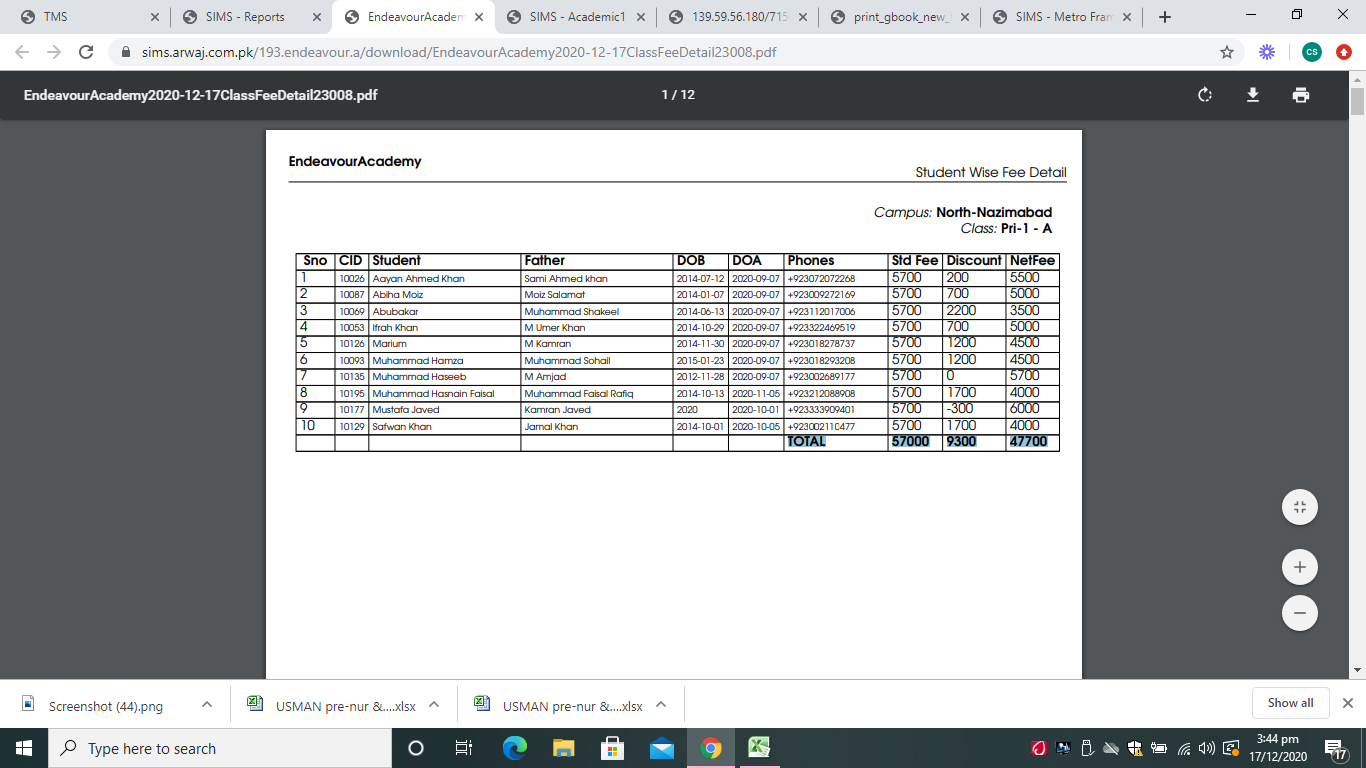 TMS SIMS - Reports EndeavourAcadem SIMS - Academic1 139.59.56.180/715 print_gbook_new_ SIMS - Metro Fram
sims.arwaj.com.pk/193.endeavour.a/download/EndeavourAcademy2020-12-17ClassFeeDetail23008.pdf CS
EndeavourAcademy2020-12-17ClassFeeDetail23008.pdf 1 / 12
EndeavourAcademy
Student Wise Fee Detail
Campus: North-Nazimabad
Class: Pri-1 - A
Sno CID Student Father DOB DOA Phones Std Fee Discount NetFee
1 10026 Aayan Ahmed Khan Sami Ahmed khan 2014-07-12 2020-09-07 +923072072268 5700 200 5500
2 10087 Abiha Moiz Moiz Salamat 2014-01-07 2020-09-07 +923009272169 5700 700 5000
3 10069 Abubakar Muhammad Shakeel 2014-06-13 2020-09-07 +923112017006 5700 2200 3500
4 10053 Ifrah Khan M Umer Khan 2014-10-29 2020-09-07 +923322469519 5700 700 5000
5 10126 Marium M Kamran 2014-11-30 2020-09-07 +923018278737 5700 1200 4500
6 10093 Muhammad Hamza Muhammad Sohail 2015-01-23 2020-09-07 +923018293208 5700 1200 4500
7 10135 Muhammad Haseeb M Amjad 2012-11-28 2020-09-07 +923002689177 5700 0 5700
8 10195 Muhammad Hasnain Faisal Muhammad Faisal Rafiq 2014-10-13 2020-11-05 +923212088908 5700 1700 4000
9 10177 Mustafa Javed Kamran Javed 2020 2020-10-01 +923333909401 5700 -300 6000
10 10129 Safwan Khan Jamal Khan 2014-10-01 2020-10-05 +923002110477 5700 1700 4000
TOTAL 57000 9300 47700
Screenshot (44).png USMAN pre-nur &....xlsx USMAN pre-nur &....xlsx Show all
Type here to search
3:44 pm
17/12/2020 17